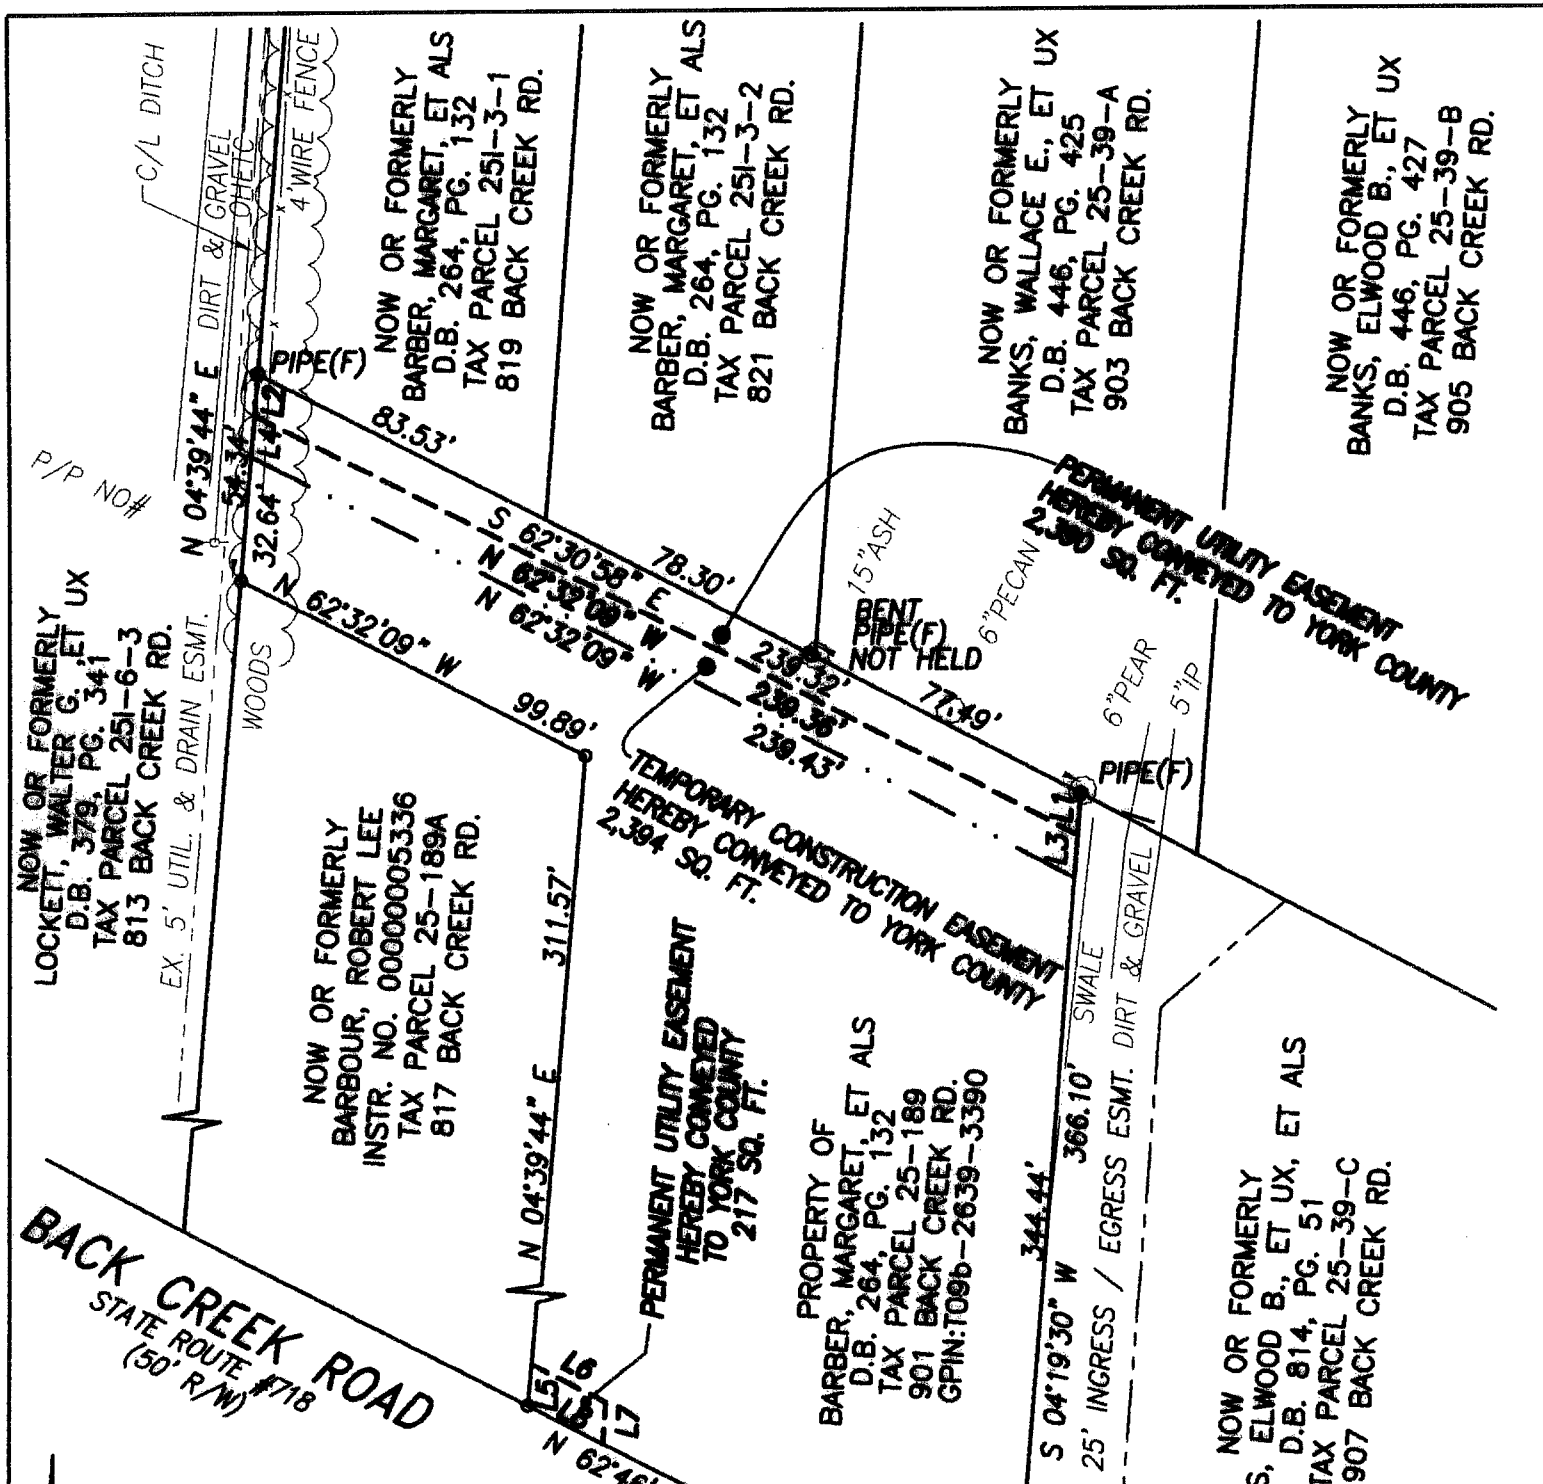 C/L DITCH
DIRT & GRAVEL
OHETC
4'WIRE FENCE
NOW OR FORMERLY
BARBER, MARGARET, ET ALS
D.B. 264, PG. 132
TAX PARCEL 25I-3-1
819 BACK CREEK RD.
NOW OR FORMERLY
BARBER, MARGARET, ET ALS
D.B. 264, PG. 132
TAX PARCEL 25I-3-2
821 BACK CREEK RD.
NOW OR FORMERLY
BANKS, WALLACE E., ET UX
D.B. 446, PG. 425
TAX PARCEL 25-39-A
903 BACK CREEK RD.
NOW OR FORMERLY
BANKS, ELWOOD B., ET UX
D.B. 446, PG. 427
TAX PARCEL 25-39-B
905 BACK CREEK RD.
PIPE(F)
N 04°39'44" E
54.34'
L4
L2
32.64'
P/P NO#
83.53'
S 62°30'58" E
N 62°32'09" W
N 62°32'09" W
78.30'
239.32'
239.36'
239.43'
15"ASH
BENT
PIPE(F)
NOT HELD
6"PECAN
77.49'
PERMANENT UTILITY EASEMENT
HEREBY CONVEYED TO YORK COUNTY
2,390 SQ. FT.
6"PEAR
5"IP
PIPE(F)
L3
L1
N 62°32'09" W
99.89'
WOODS
NOW OR FORMERLY
LOCKETT, WALTER G. ,ET UX
D.B. 379, PG. 341
TAX PARCEL 25I-6-3
813 BACK CREEK RD.
EX. 5' UTIL. & DRAIN ESMT.
NOW OR FORMERLY
BARBOUR, ROBERT LEE
INSTR. NO. 0000005336
TAX PARCEL 25-189A
817 BACK CREEK RD.
N 04°39'44" E
311.57'
TEMPORARY CONSTRUCTION EASEMENT
HEREBY CONVEYED TO YORK COUNTY
2,394 SQ. FT.
PERMANENT UTILITY EASEMENT
HEREBY CONVEYED
TO YORK COUNTY
217 SQ. FT.
PROPERTY OF
BARBER, MARGARET, ET ALS
D.B. 264, PG. 132
TAX PARCEL 25-189
901 BACK CREEK RD.
GPIN:T09b-2639-3390
S 04°19'30" W
344.44'
366.10'
SWALE
DIRT & GRAVEL
25' INGRESS / EGRESS ESMT.
NOW OR FORMERLY
S, ELWOOD B., ET UX, ET ALS
D.B. 814, PG. 51
TAX PARCEL 25-39-C
907 BACK CREEK RD.
BACK CREEK ROAD
STATE ROUTE #718
(50' R/W)
L5
L6
L8
L7
N 62°46'